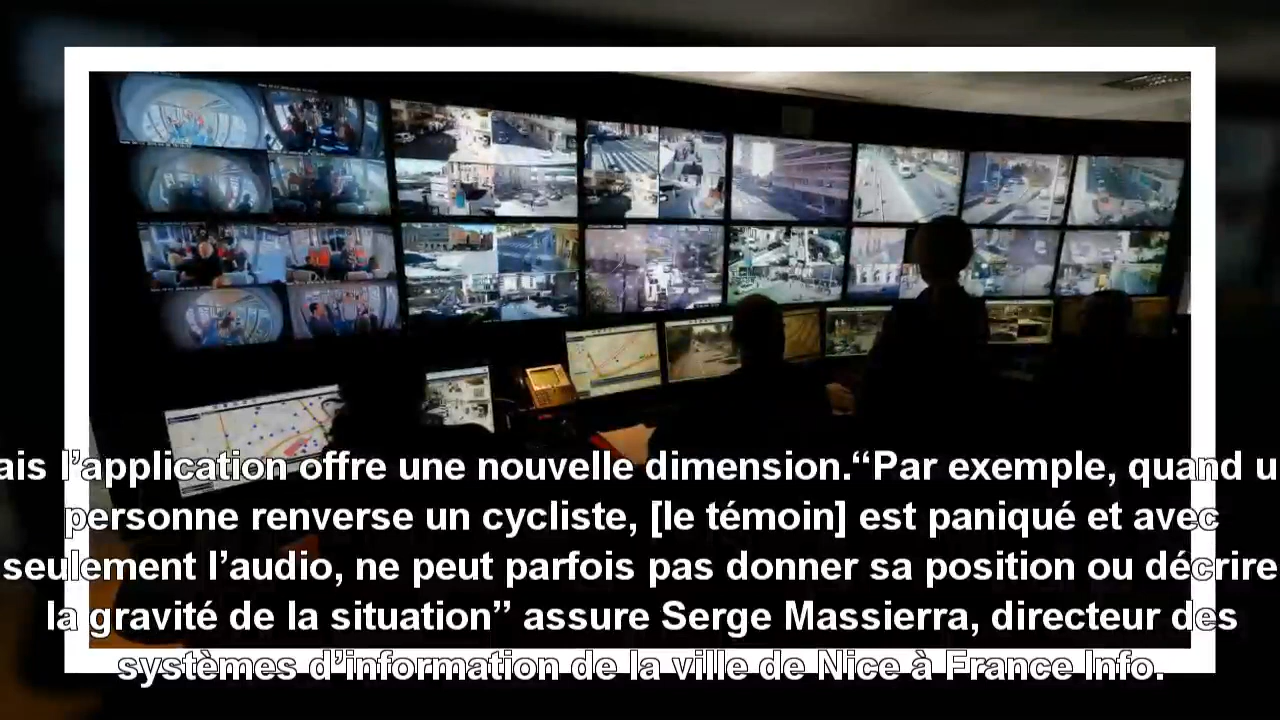 ais l’application offre une nouvelle dimension.“Par exemple, quand u
personne renverse un cycliste, [le témoin] est paniqué et avec
seulement l’audio, ne peut parfois pas donner sa position ou décrire
la gravité de la situation” assure Serge Massierra, directeur des
systèmes d’information de la ville de Nice à France Info.